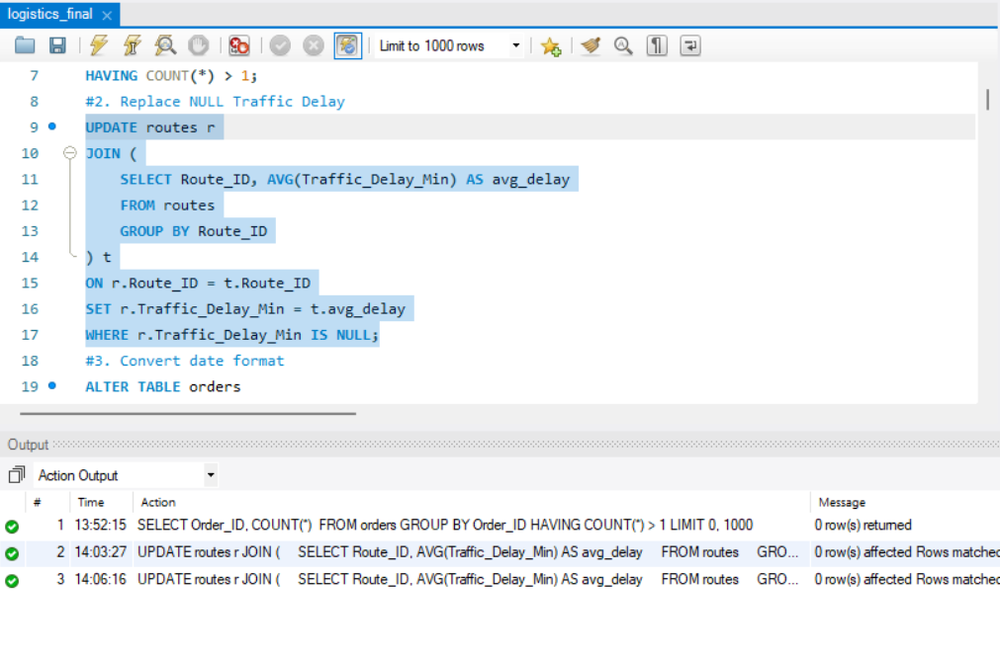 logistics_final ×
Limit to 1000 rows
7 HAVING COUNT(*) > 1;
8 #2. Replace NULL Traffic Delay
9 UPDATE routes r
10 JOIN (
11 SELECT Route_ID, AVG(Traffic_Delay_Min) AS avg_delay
12 FROM routes
13 GROUP BY Route_ID
14 ) t
15 ON r.Route_ID = t.Route_ID
16 SET r.Traffic_Delay_Min = t.avg_delay
17 WHERE r.Traffic_Delay_Min IS NULL;
18 #3. Convert date format
19 ALTER TABLE orders
Output
Action Output
# Time Action Message
1 13:52:15 SELECT Order_ID, COUNT(*) FROM orders GROUP BY Order_ID HAVING COUNT(*) > 1 LIMIT 0, 1000 0 row(s) returned
2 14:03:27 UPDATE routes r JOIN ( SELECT Route_ID, AVG(Traffic_Delay_Min) AS avg_delay FROM routes GRO... 0 row(s) affected Rows matched
3 14:06:16 UPDATE routes r JOIN ( SELECT Route_ID, AVG(Traffic_Delay_Min) AS avg_delay FROM routes GRO... 0 row(s) affected Rows matched